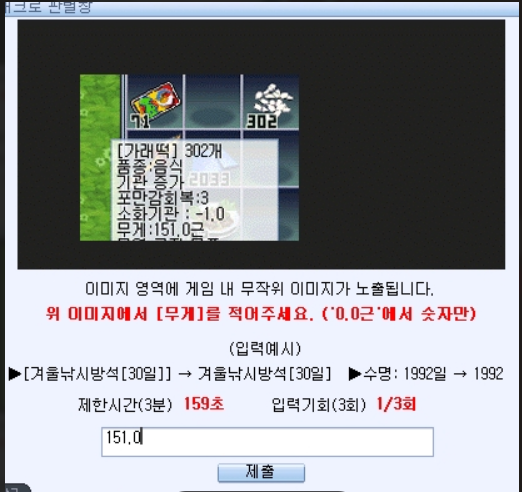 매크로 판별창
71
302
[가래떡] 302개
품종:음식
기관 증가
2033
포만감회복:3
소화기관 : -1.0
무게:151.0근
이미지 영역에 게임 내 무작위 이미지가 노출됩니다.
위 이미지에서 [무게]를 적어주세요. ('0.0근'에서 숫자만)
(입력예시)
▶[겨울낚시방석[30일]] → 겨울낚시방석[30일] ▶수명: 1992일 → 1992
제한시간(3분) 159초 입력기회(3회) 1/3회
151.0
제출